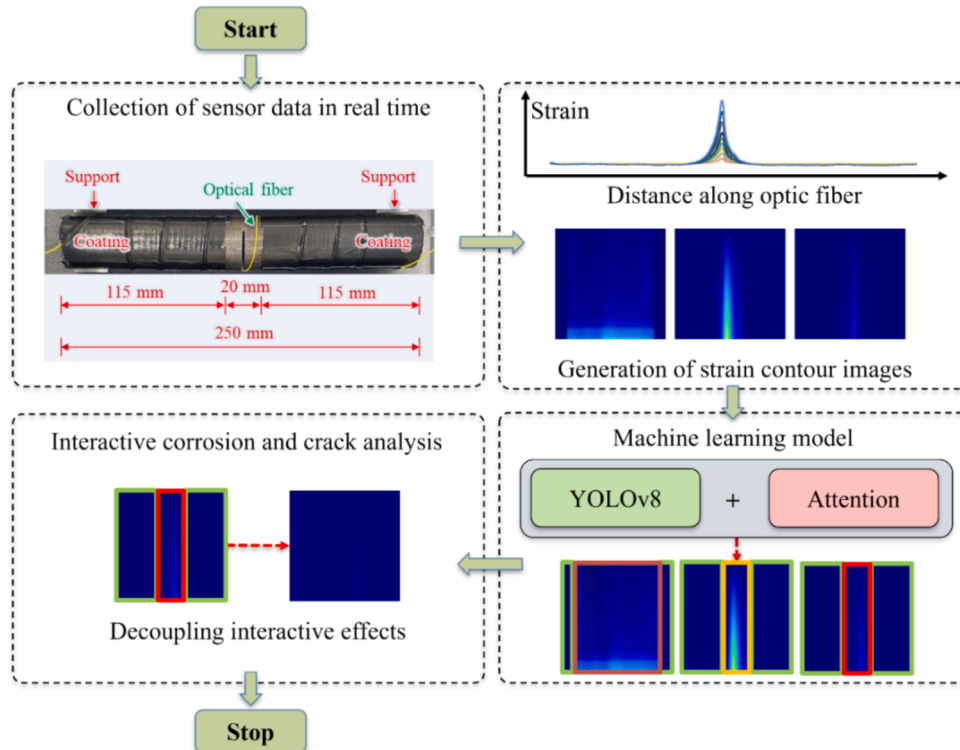 Start
Collection of sensor data in real time
Support
Optical fiber
Support
Coating
Coating
115 mm
20 mm
115 mm
250 mm
Strain
Distance along optic fiber
Generation of strain contour images
Machine learning model
YOLOv8
+
Attention
Interactive corrosion and crack analysis
Decoupling interactive effects
Stop